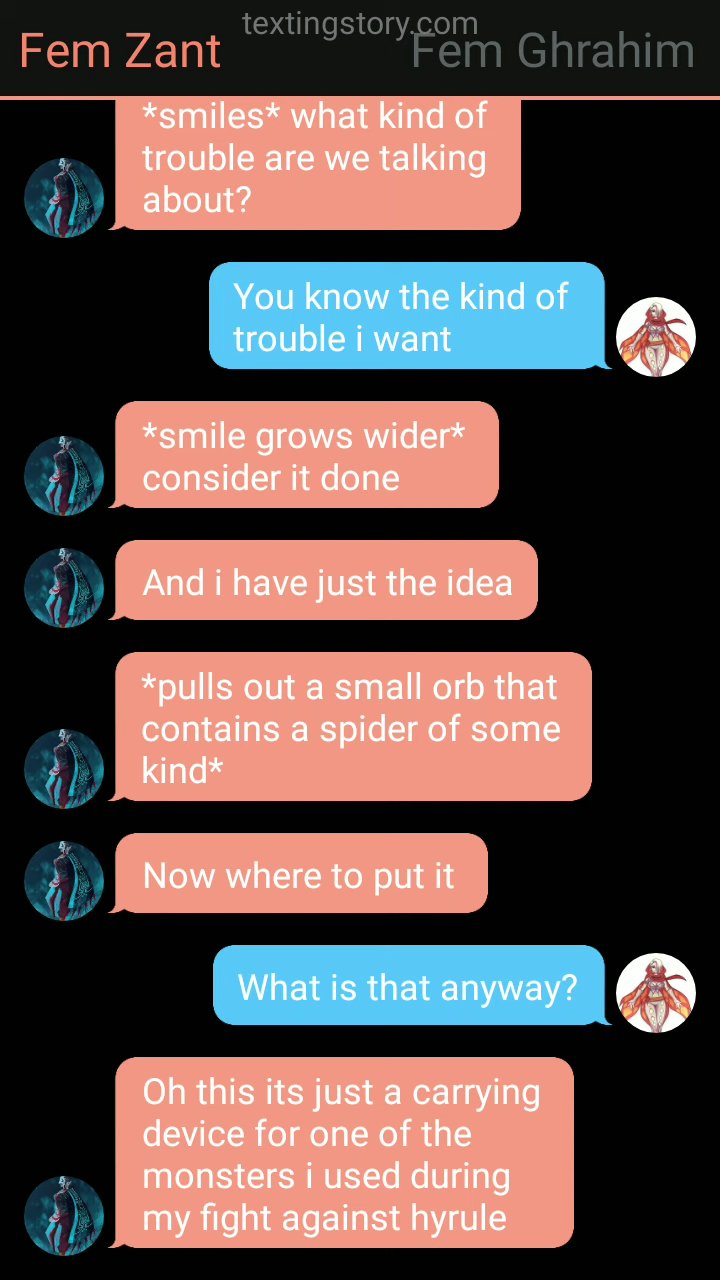 textingstory.com
Fem Zant
Fem Ghrahim
*smiles* what kind of
trouble are we talking
about?
You know the kind of
trouble i want
*smile grows wider*
consider it done
And i have just the idea
*pulls out a small orb that
contains a spider of some
kind*
Now where to put it
What is that anyway?
Oh this its just a carrying
device for one of the
monsters i used during
my fight against hyrule